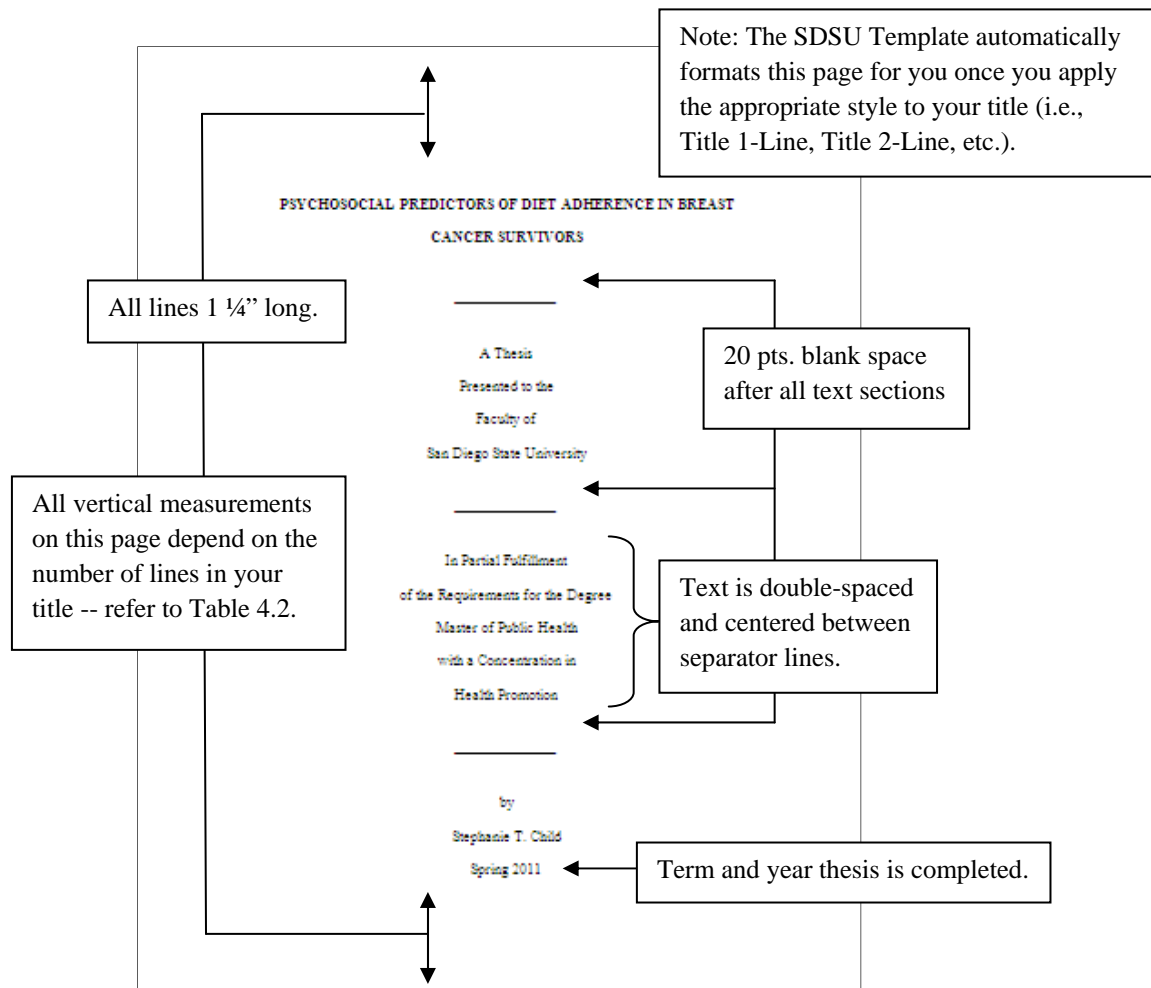 Note: The SDSU Template automatically
formats this page for you once you apply
the appropriate style to your title (i.e.,
Title 1-Line, Title 2-Line, etc.).
PSYCHOSOCIAL PREDICTORS OF DIET ADHERENCE IN BREAST
CANCER SURVIVORS
All lines 1 ¼” long.
A Thesis
Presented to the
Faculty of
San Diego State University
20 pts. blank space
after all text sections
All vertical measurements
on this page depend on the
number of lines in your
title -- refer to Table 4.2.
In Partial Fulfillment
of the Requirements for the Degree
Master of Public Health
with a Concentration in
Health Promotion
Text is double-spaced
and centered between
separator lines.
by
Stephanie T. Child
Spring 2011
Term and year thesis is completed.